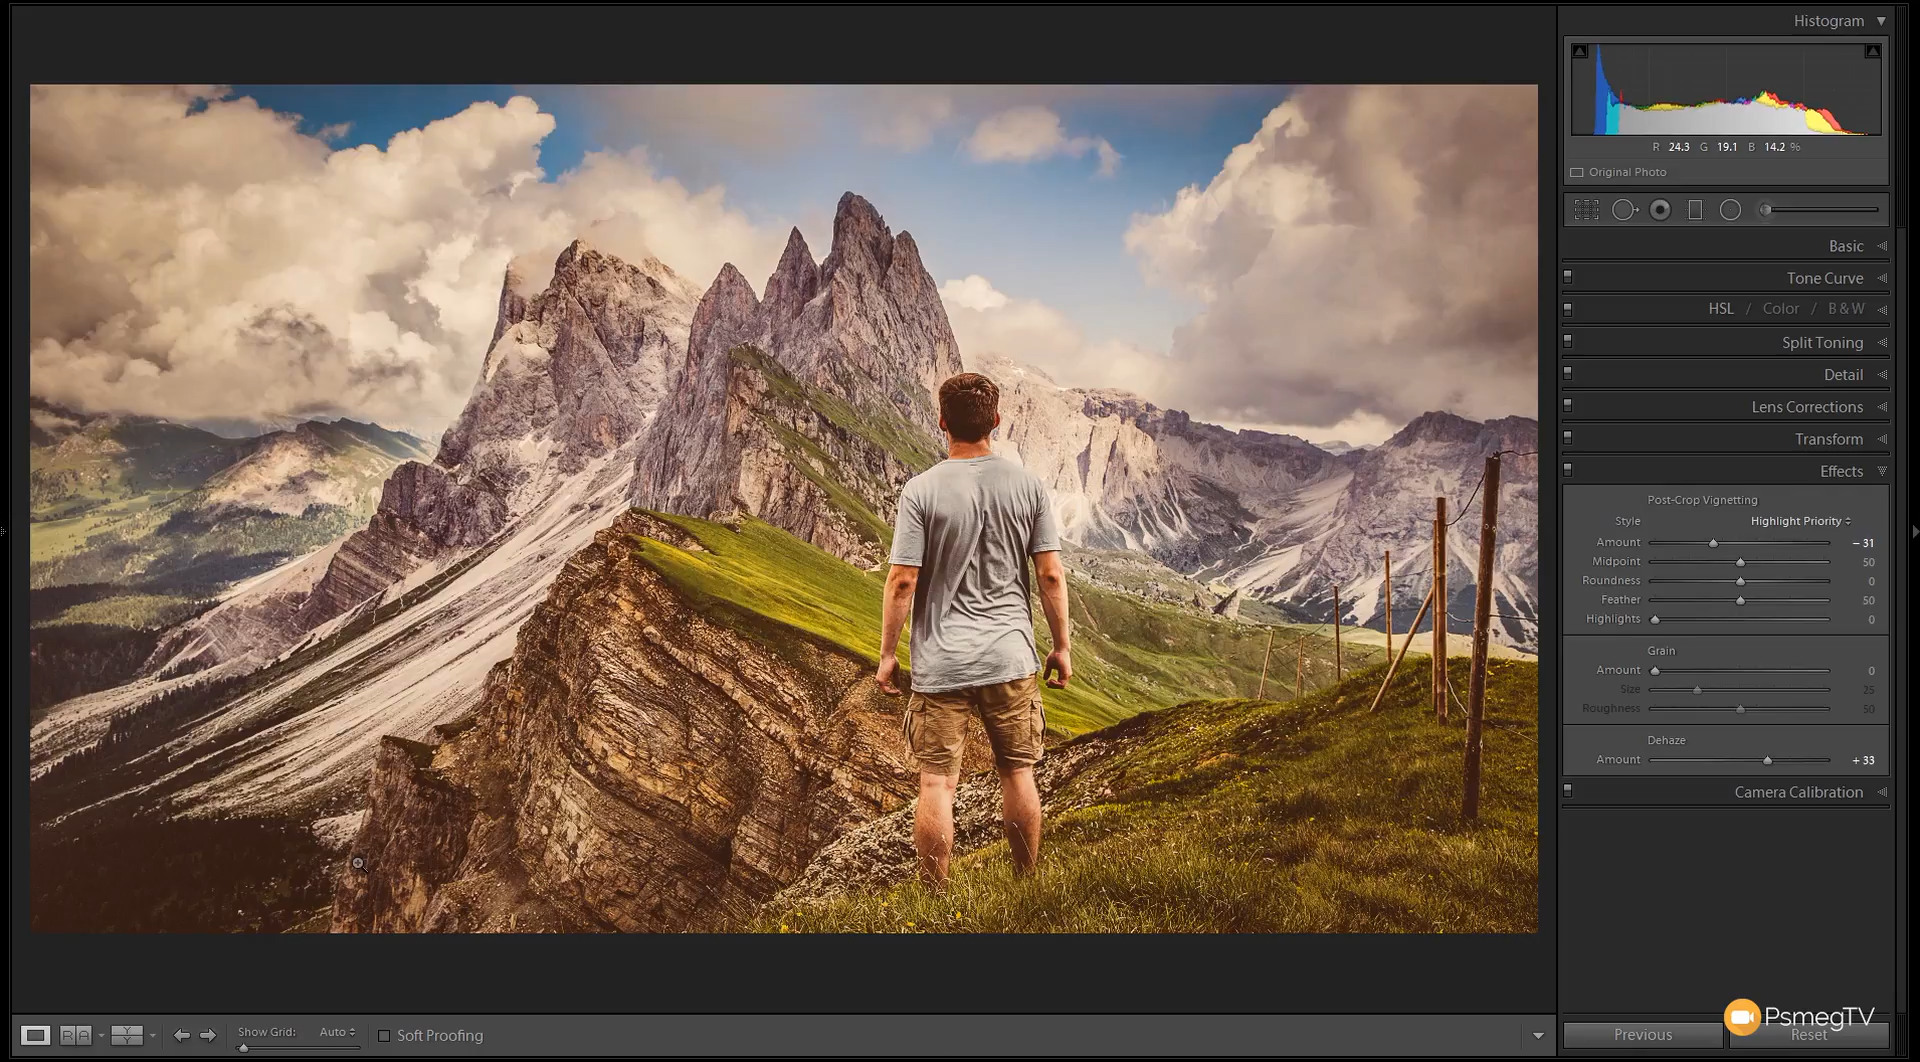 Histogram
R 24.3 G 19.1 B 14.2 %
Original Photo
Basic
Tone Curve
HSL / Color / B & W
Split Toning
Detail
Lens Corrections
Transform
Effects
Post-Crop Vignetting
Style Highlight Priority
Amount – 31
Midpoint 50
Roundness 0
Feather 50
Highlights 0
Grain
Amount 0
Size 25
Roughness 50
Dehaze
Amount + 33
Camera Calibration
PsmegTV
R A Y Y Show Grid: Auto Soft Proofing
Previous Reset